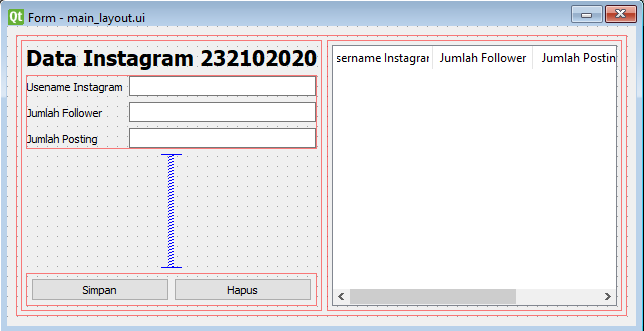 Qt Form - main_layout.ui
Data Instagram 232102020
Usename Instagram
Jumlah Follower
Jumlah Posting
Simpan Hapus
sername Instagrar Jumlah Follower Jumlah Postin